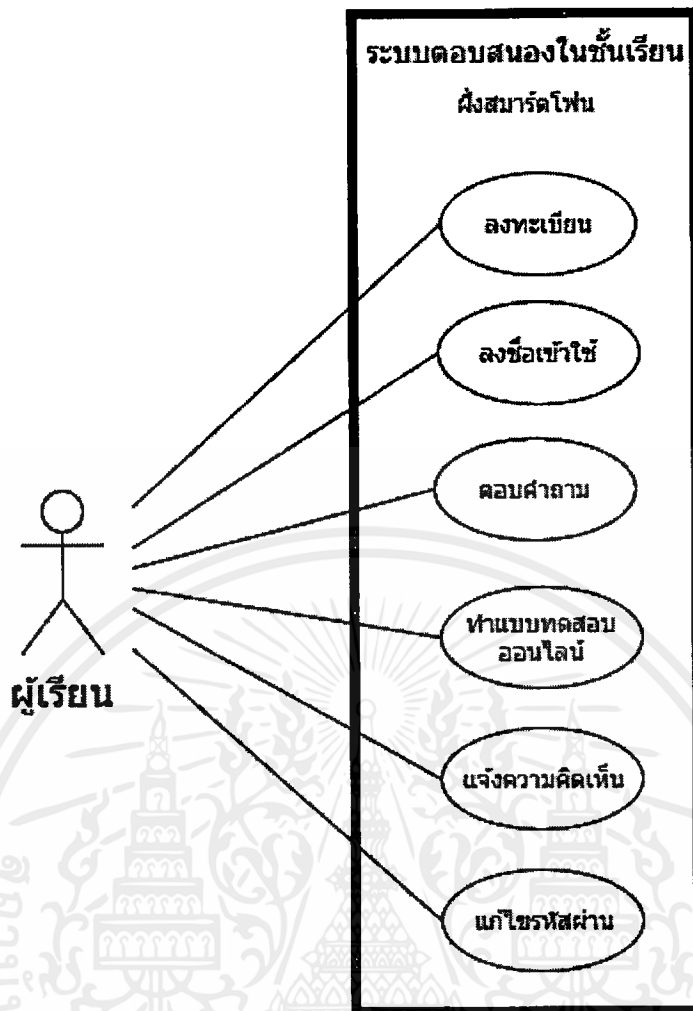 ระบบตอบสนองในชั้นเรียน
ฝั่งสมาร์ตโฟน
ลงทะเบียน
ลงชื่อเข้าใช้
ตอบคำถาม
ทำแบบทดสอบ
ออนไลน์
แจ้งความคิดเห็น
แก้ไขรหัสผ่าน
ผู้เรียน